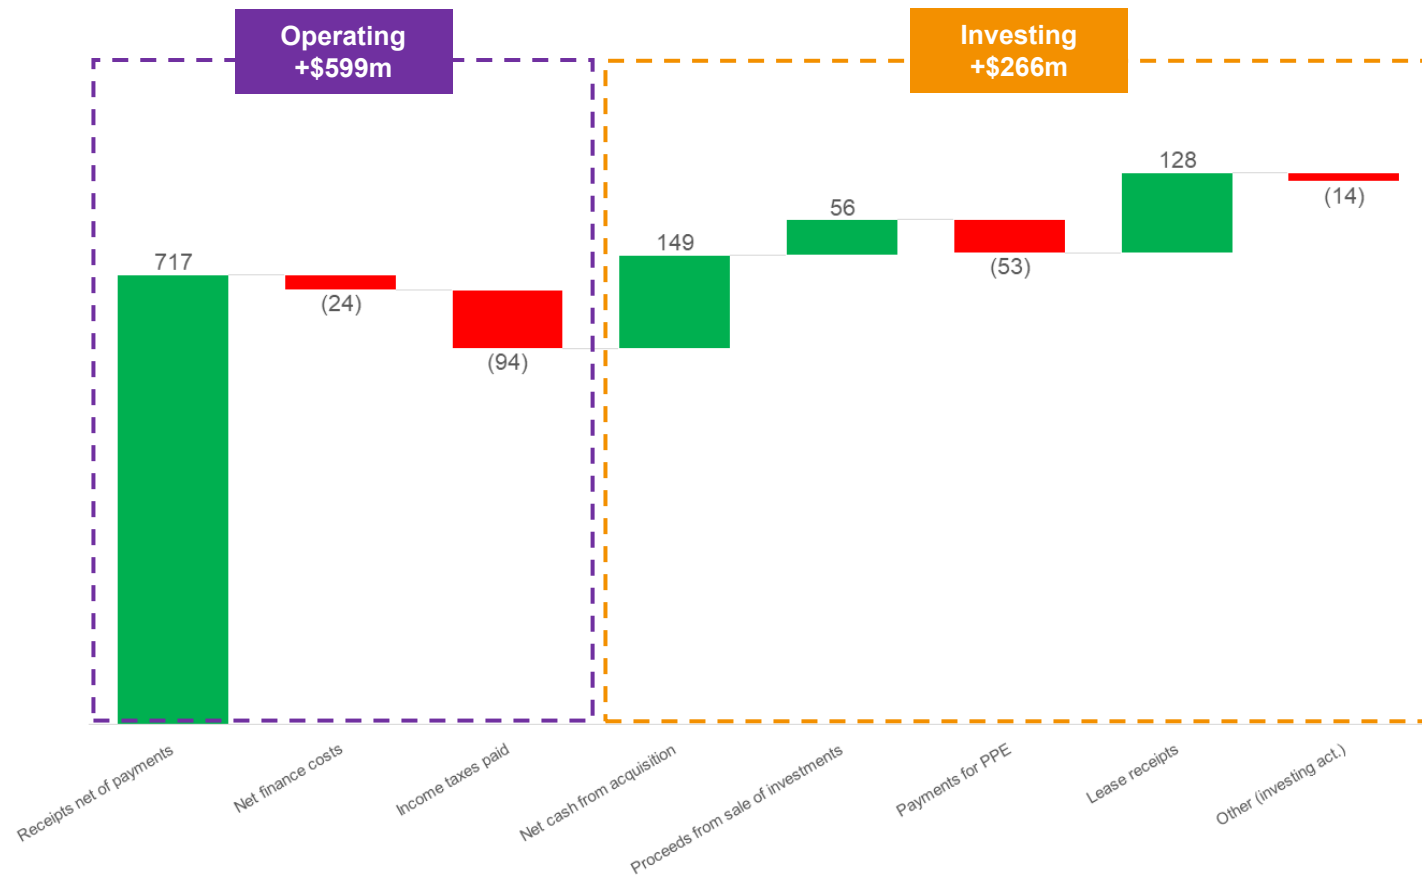 Operating
+$599m
Investing
+$266m
717
(24)
(94)
149
56
(53)
128
(14)
Receipts net of payments
Net finance costs
Income taxes paid
Net cash from acquisition
Proceeds from sale of investments
Payments for PPE
Lease receipts
Other (investing act.)